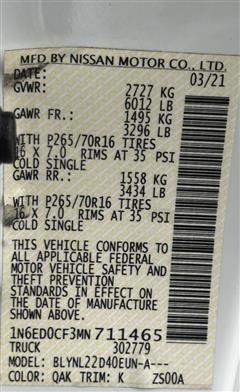 MFD BY NISSAN MOTOR CO., LTD.
DATE: 03/21
GVWR: 2727 KG
6012 LB
GAWR FR.: 1495 KG
3296 LB
WITH P265/70R16 TIRES
16 X 7.0 RIMS AT 35 PSI
COLD SINGLE
GAWR RR.: 1558 KG
3434 LB
WITH P265/70R16 TIRES
16 X 7.0 RIMS AT 35 PSI
COLD SINGLE
THIS VEHICLE CONFORMS TO
ALL APPLICABLE FEDERAL
MOTOR VEHICLE SAFETY AND
THEFT PREVENTION
STANDARDS IN EFFECT ON
THE DATE OF MANUFACTURE
SHOWN ABOVE.
1N6ED0CF3MN711465
TRUCK 302779
MODEL: BLYNL22D40EUN-A---
COLOR: QAK TRIM: K ZS00A